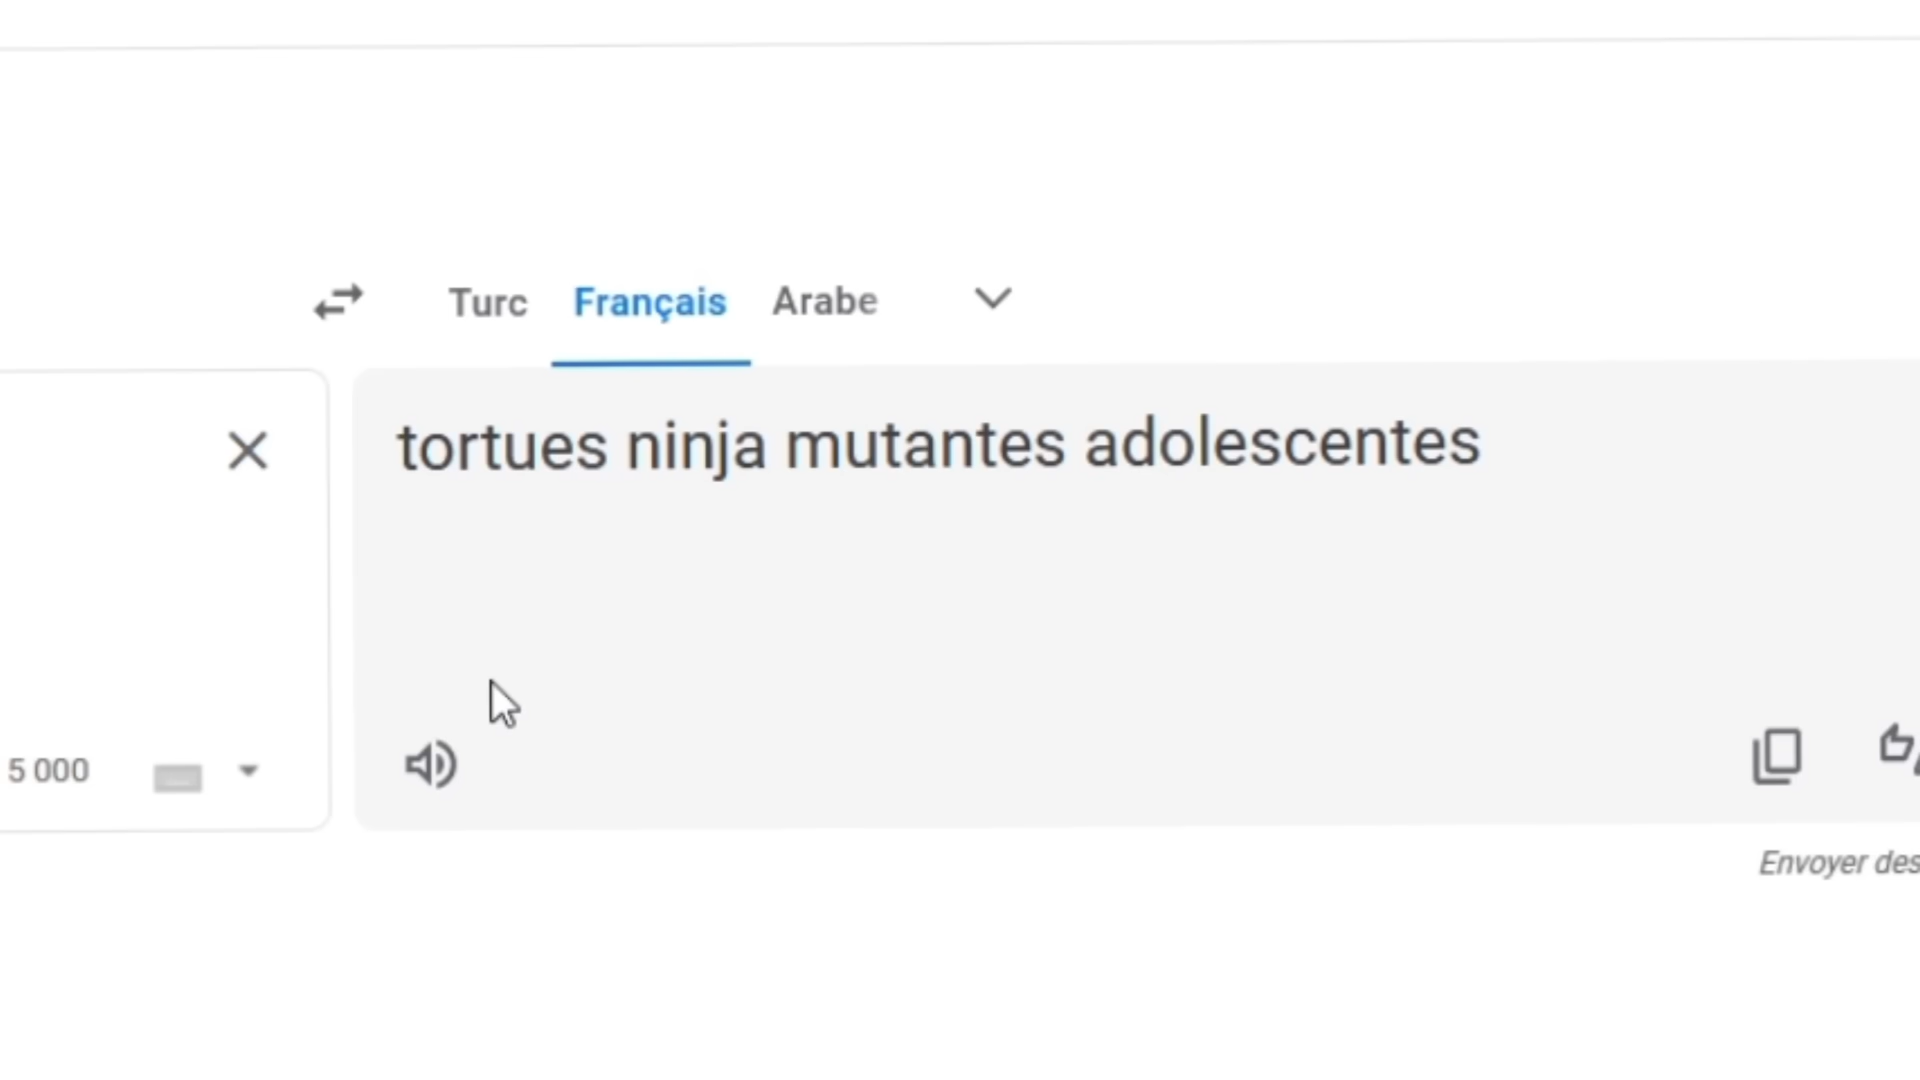 Turc Français Arabe
tortues ninja mutantes adolescentes
5 000
Envoyer des